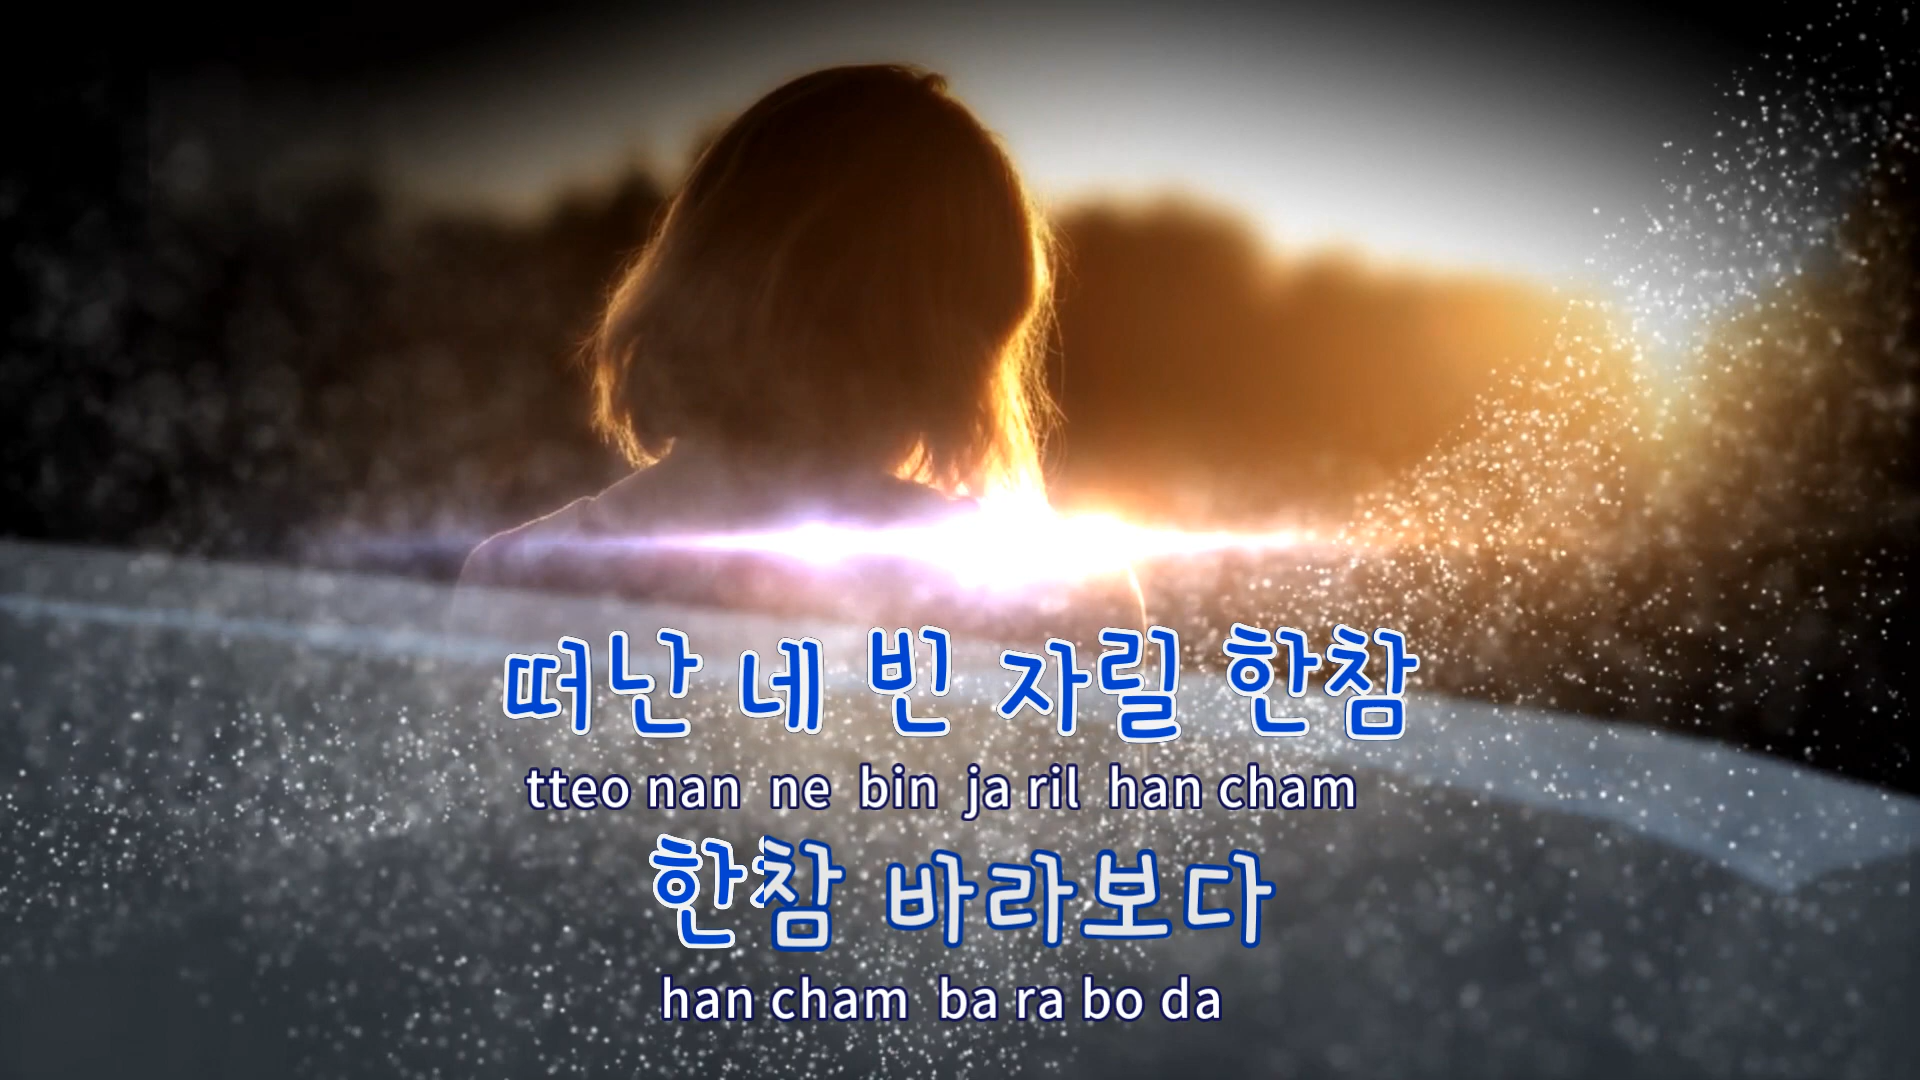 떠난 네 빈 자릴 한참
tteo nan ne bin ja ril han cham
한참 바라보다
han cham ba ra bo da